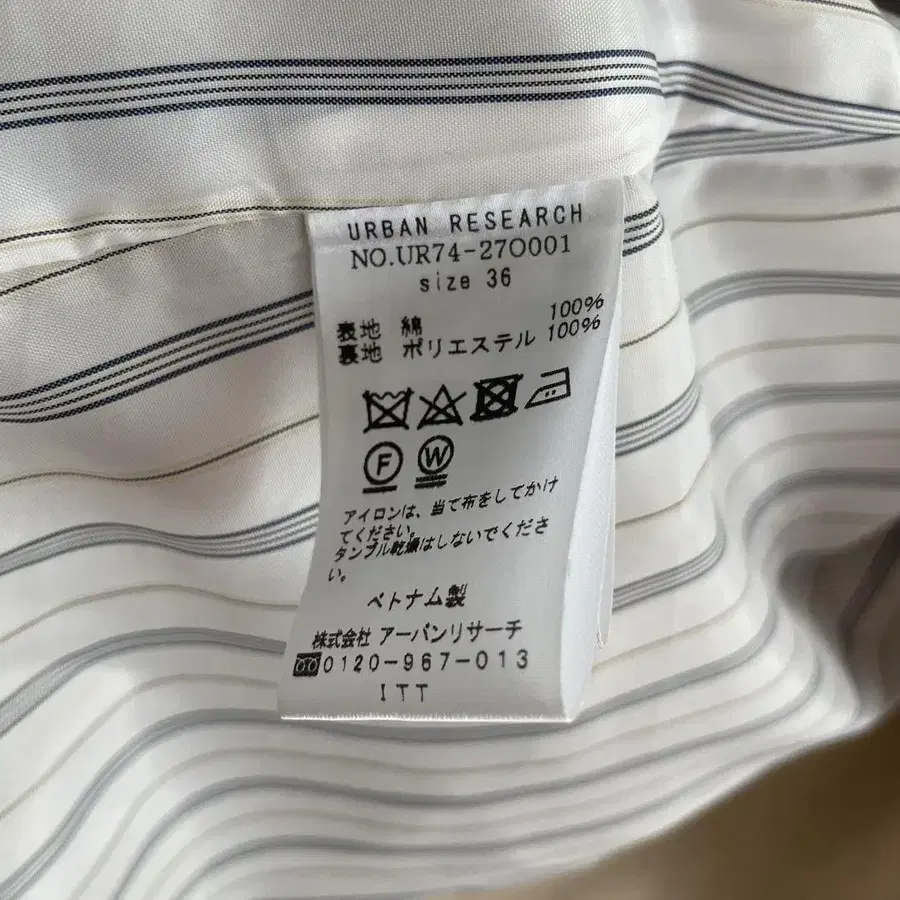 URBAN RESEARCH
NO.UR74-270001
size 36
表地 綿 100%
裏地 ポリエステル 100%
F W
アイロンは、当て布をしてかけ
てください。
タンブル乾燥はしないでくださ
い。
ベトナム製
株式会社 アーバンリサーチ
0120-967-013
ITT